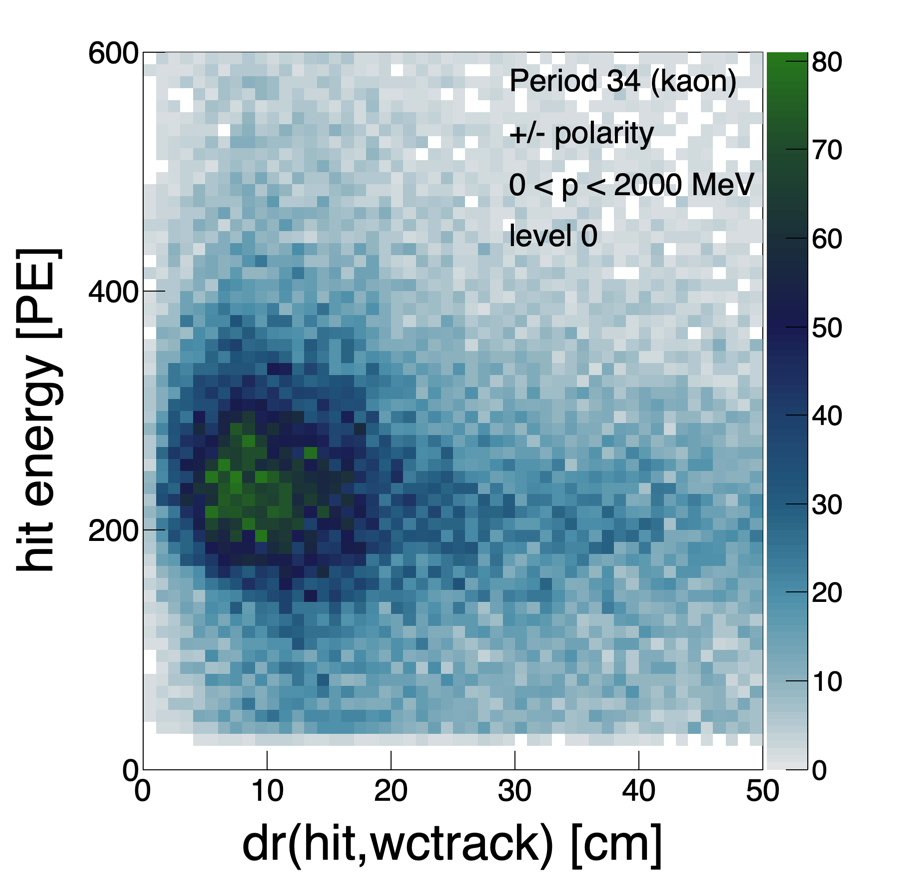 600
400
200
0
hit energy [PE]
Period 34 (kaon)
+/- polarity
0 < p < 2000 MeV
level 0
80
70
60
50
40
30
20
10
0
0 10 20 30 40 50
dr(hit,wctrack) [cm]